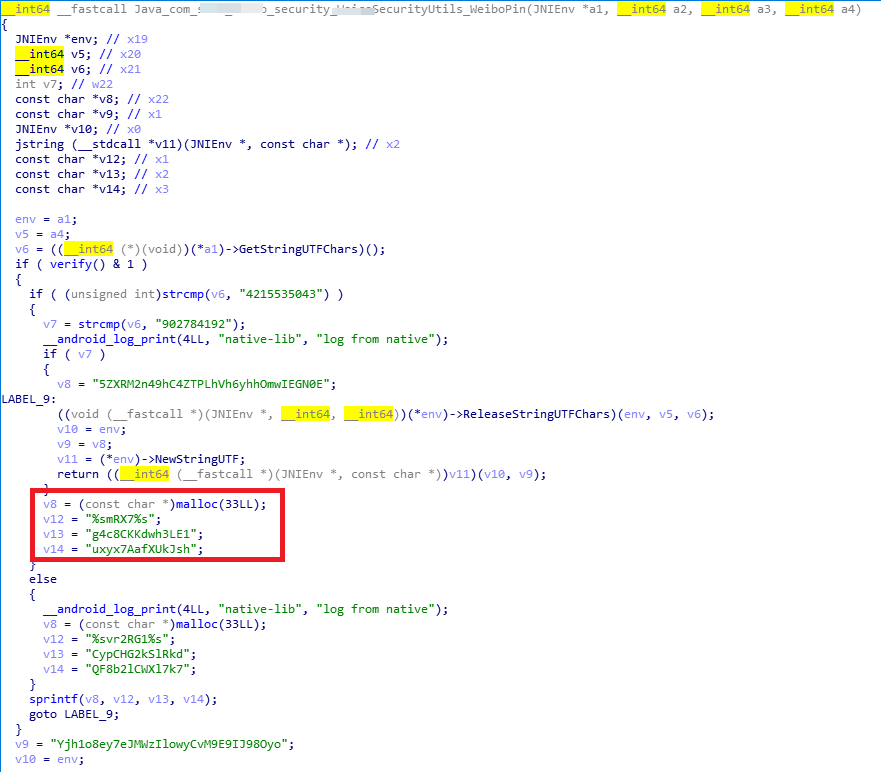 __int64 __fastcall Java_com_s b_security_ SecurityUtils_WeiboPin(JNIEnv *a1, __int64 a2, __int64 a3, __int64 a4)
{
JNIEnv *env; // x19
__int64 v5; // x20
__int64 v6; // x21
int v7; // w22
const char *v8; // x22
const char *v9; // x1
JNIEnv *v10; // x0
jstring (__stdcall *v11)(JNIEnv *, const char *); // x2
const char *v12; // x1
const char *v13; // x2
const char *v14; // x3
env = a1;
v5 = a4;
v6 = ((__int64 (*)(void))(*a1)->GetStringUTFChars)();
if ( verify() & 1 )
{
if ( (unsigned int)strcmp(v6, "4215535043") )
{
v7 = strcmp(v6, "902784192");
__android_log_print(4LL, "native-lib", "log from native");
if ( v7 )
{
v8 = "5ZXRM2n49hC4ZTPLhVh6yhhOmwIEGN0E";
LABEL_9:
((void (__fastcall *)(JNIEnv *, __int64, __int64))(*env)->ReleaseStringUTFChars)(env, v5, v6);
v10 = env;
v9 = v8;
v11 = (*env)->NewStringUTF;
return ((__int64 (__fastcall *)(JNIEnv *, const char *))v11)(v10, v9);
}
v8 = (const char *)malloc(33LL);
v12 = "%smRX7%s";
v13 = "g4c8CKKdwh3LE1";
v14 = "uxyx7AafXUkJsh";
}
else
{
__android_log_print(4LL, "native-lib", "log from native");
v8 = (const char *)malloc(33LL);
v12 = "%svr2RG1%s";
v13 = "CypCHG2kSlRkd";
v14 = "QF8b2lCWXl7k7";
}
sprintf(v8, v12, v13, v14);
goto LABEL_9;
}
v9 = "Yjh1o8ey7eJMWzIlowyCvM9E9IJ98Oyo";
v10 = env;